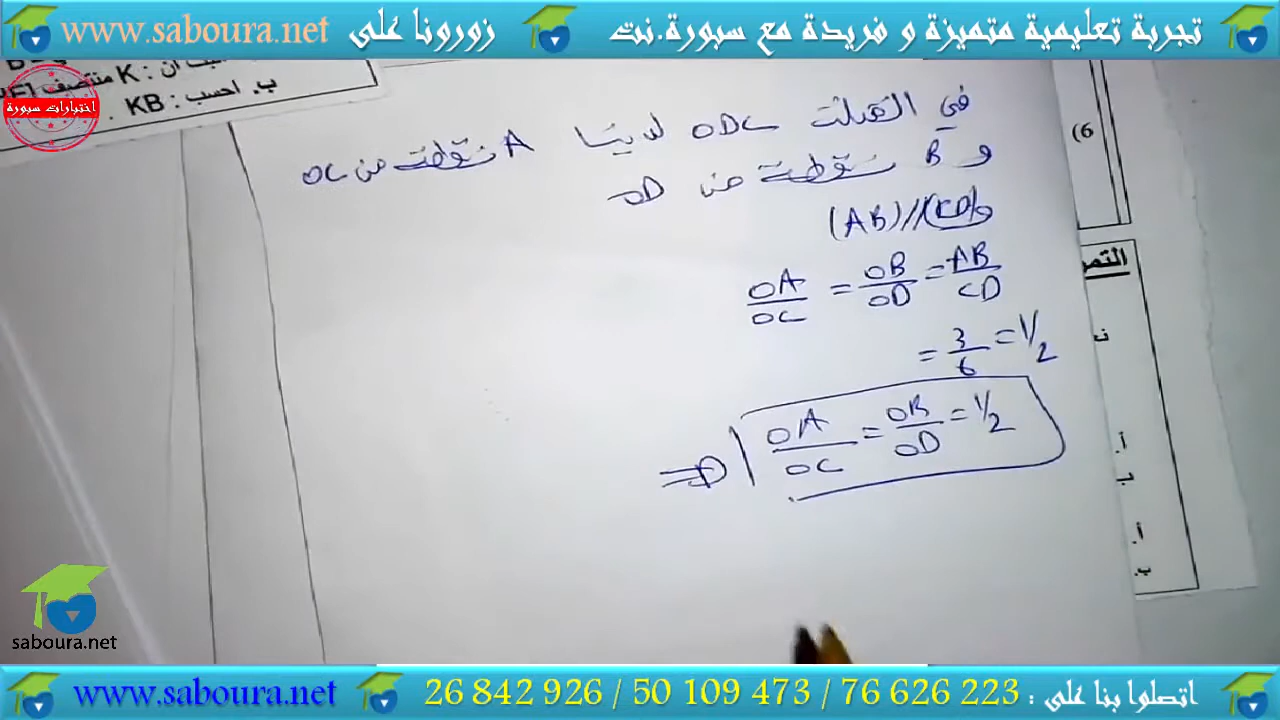 تجربة تعليمية متميزة و فريدة مع سبورة.نت زورونا على www.saboura.ne
K منتصف
ب. احسب : KB .
اختبارات سبورة
6)
في المثلث ODC لدينا A نقطة من OC
و B نقطة من OD
و (AB)//(CD)
OA/OC = OB/OD = AB/CD
= 3/6 = 1/2
=> OA/OC = OB/OD = 1/2
التمر
أ.
ب.
أ.
ب.
saboura.net
اتصلوا بنا على : 26 842 926 / 50 109 473 / 76 626 223 www.saboura.net